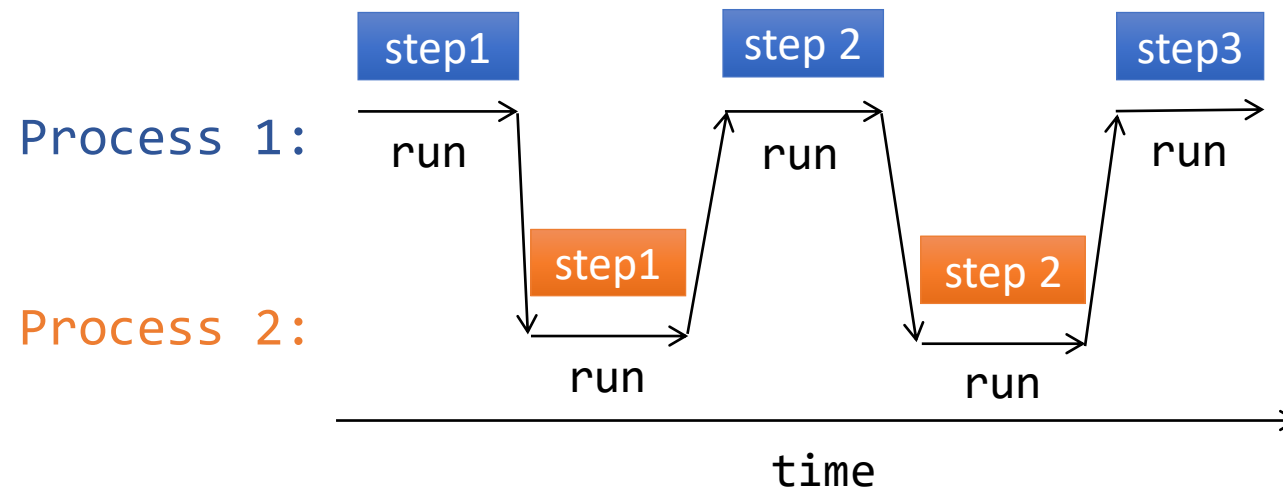 step1
step 2
step3
Process 1:
run
run
run
step1
step 2
Process 2:
run
run
time